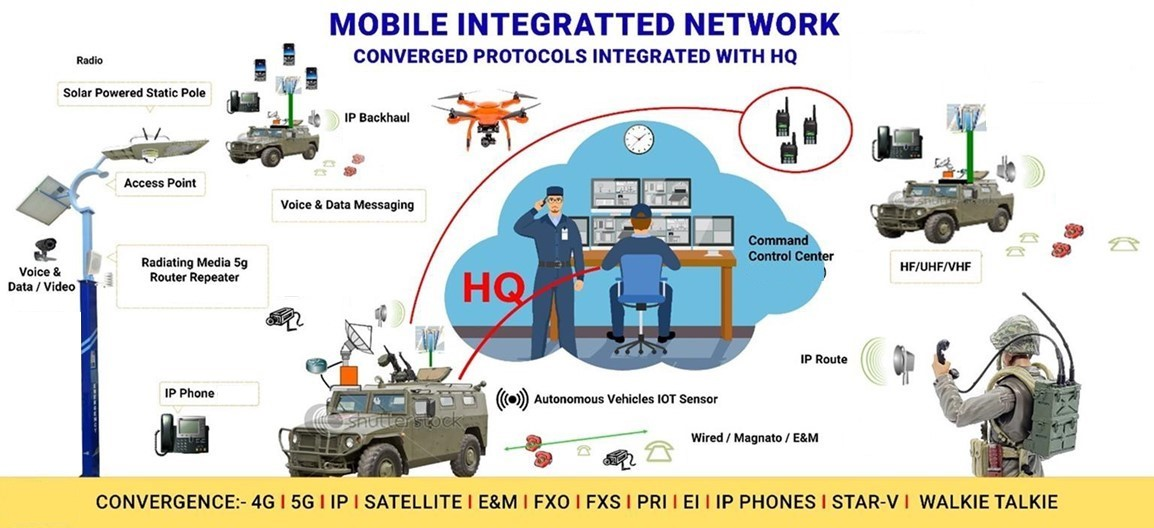 MOBILE INTEGRATTED NETWORK
CONVERGED PROTOCOLS INTEGRATED WITH HQ
Radio
Solar Powered Static Pole
IP Backhaul
Access Point
Voice & Data Messaging
Radiating Media 5g
Router Repeater
Voice &
Data / Video
HQ
Command
Control Center
HF/UHF/VHF
IP Route
IP Phone
shutterstock
Autonomous Vehicles IOT Sensor
Wired / Magnato / E&M
CONVERGENCE:- 4G I 5G I IP I SATELLITE I E&M I FXO I FXS I PRI I EI I IP PHONES I STAR-V I WALKIE TALKIE